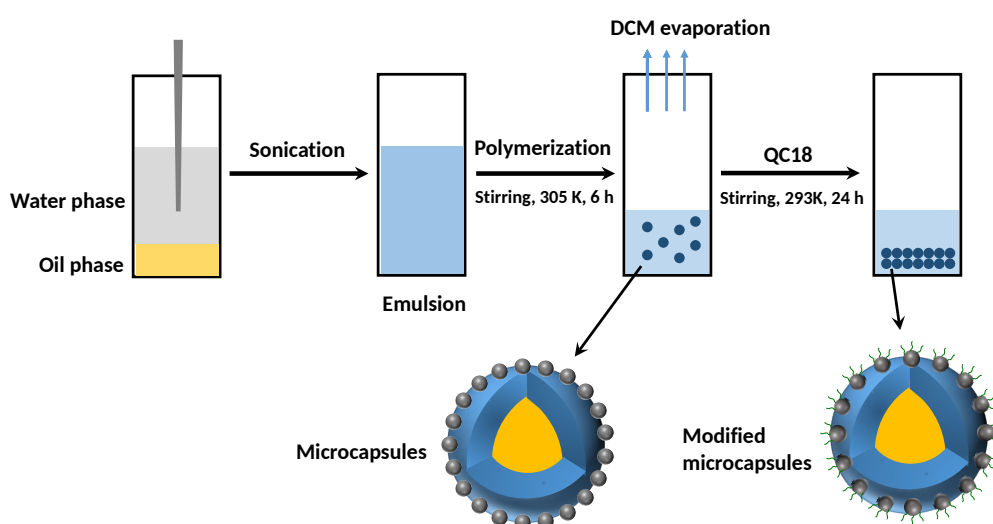 DCM evaporation
Sonication
Polymerization
QC18
Stirring, 305 K, 6 h
Stirring, 293K, 24 h
Water phase
Oil phase
Emulsion
Microcapsules
Modified
microcapsules